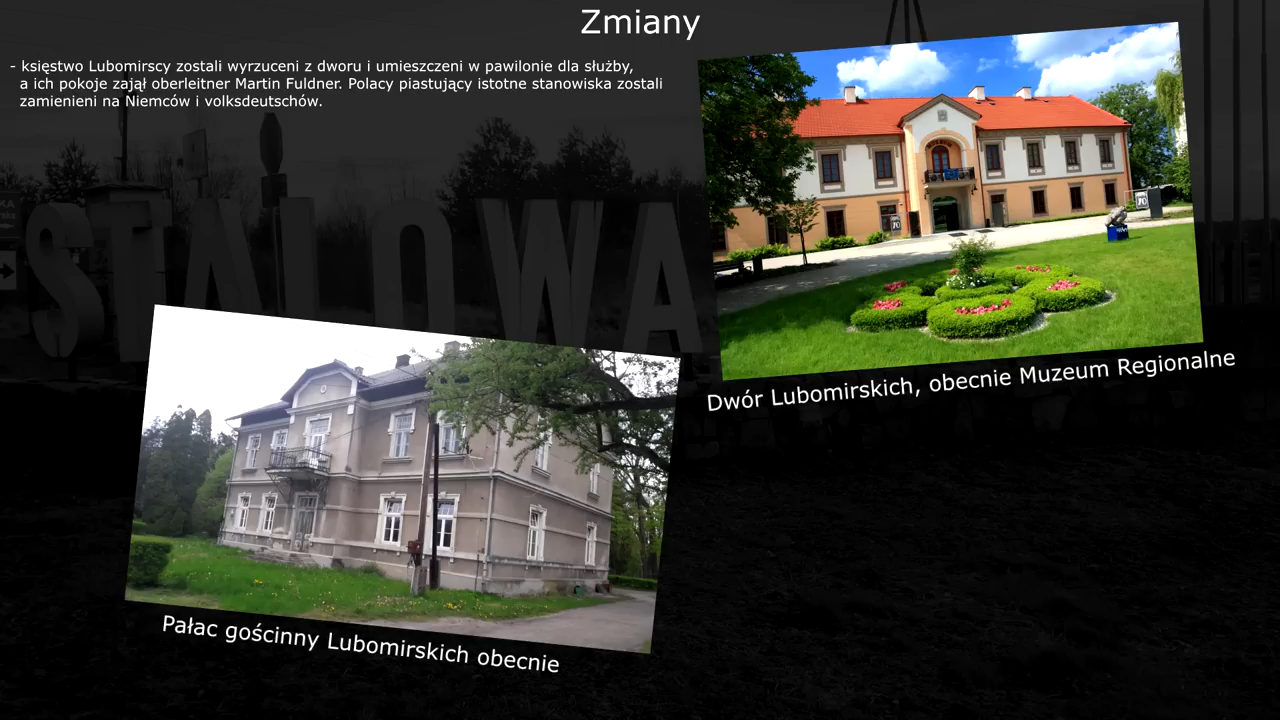 Zmiany
- księstwo Lubomirscy zostali wyrzuceni z dworu i umieszczeni w pawilonie dla służby,
a ich pokoje zajął oberleitner Martin Fuldner. Polacy piastujący istotne stanowiska zostali
zamienieni na Niemców i volksdeutschów.
STALOWA
Dwór Lubomirskich, obecnie Muzeum Regionalne
Pałac gościnny Lubomirskich obecnie